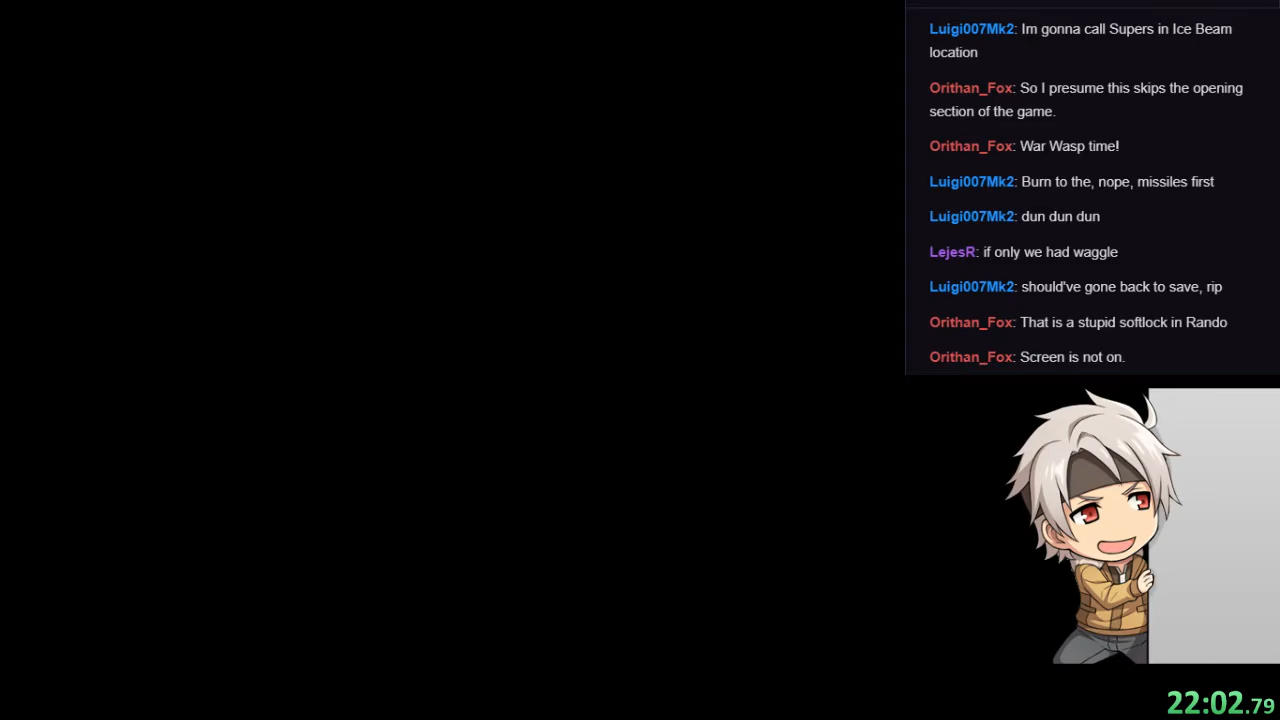 Luigi007Mk2: Im gonna call Supers in Ice Beam
location
Orithan_Fox: So I presume this skips the opening
section of the game.
Orithan_Fox: War Wasp time!
Luigi007Mk2: Burn to the, nope, missiles first
Luigi007Mk2: dun dun dun
LejesR: if only we had waggle
Luigi007Mk2: should've gone back to save, rip
Orithan_Fox: That is a stupid softlock in Rando
Orithan_Fox: Screen is not on.
22:02.79